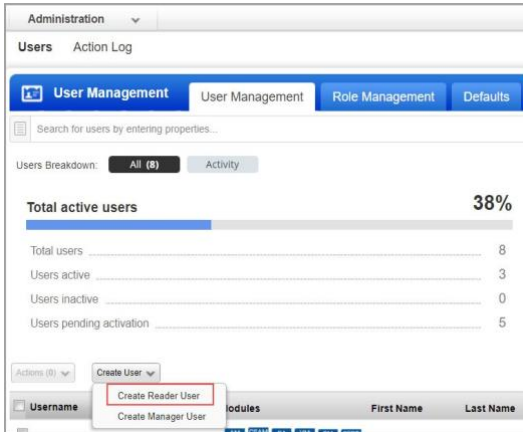 Administration
Users Action Log
User Management User Management Role Management Defaults
Search for users by entering properties...
Users Breakdown: All (8) Activity
Total active users 38%
Total users 8
Users active 3
Users inactive 0
Users pending activation 5
Actions (0) Create User
Create Reader User
Username odules First Name Last Name
Create Manager User